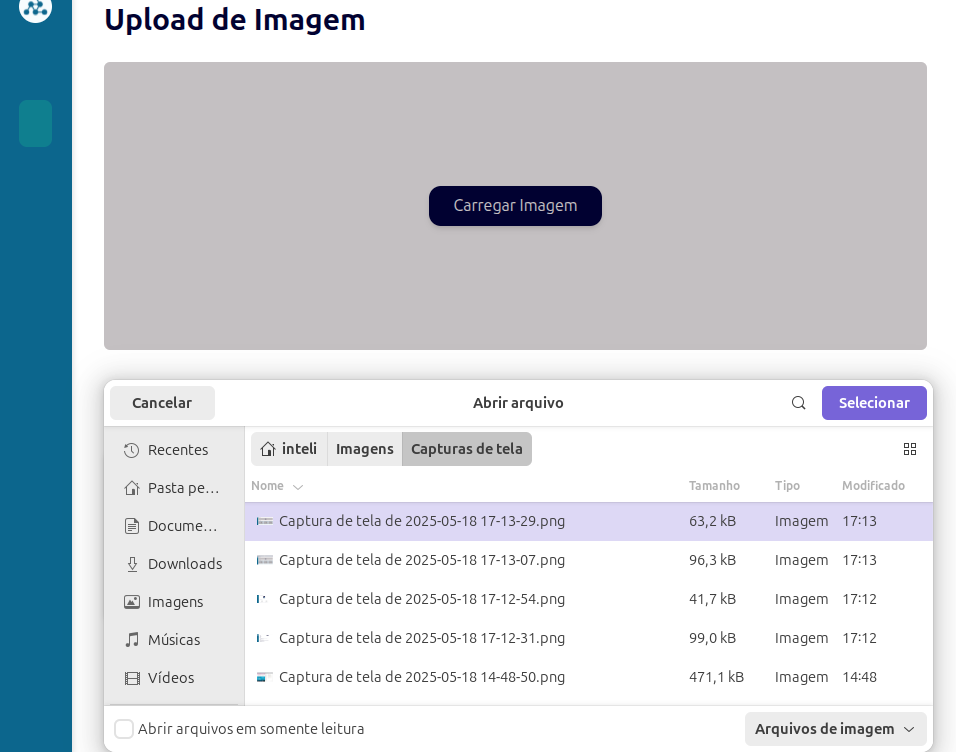 Upload de Imagem
Carregar Imagem
Cancelar Abrir arquivo Selecionar
Recentes
Pasta pe...
Docume...
Downloads
Imagens
Músicas
Vídeos
inteli Imagens Capturas de tela
Nome Tamanho Tipo Modificado
Captura de tela de 2025-05-18 17-13-29.png 63,2 kB Imagem 17:13
Captura de tela de 2025-05-18 17-13-07.png 96,3 kB Imagem 17:13
Captura de tela de 2025-05-18 17-12-54.png 41,7 kB Imagem 17:12
Captura de tela de 2025-05-18 17-12-31.png 99,0 kB Imagem 17:12
Captura de tela de 2025-05-18 14-48-50.png 471,1 kB Imagem 14:48
Abrir arquivos em somente leitura Arquivos de imagem